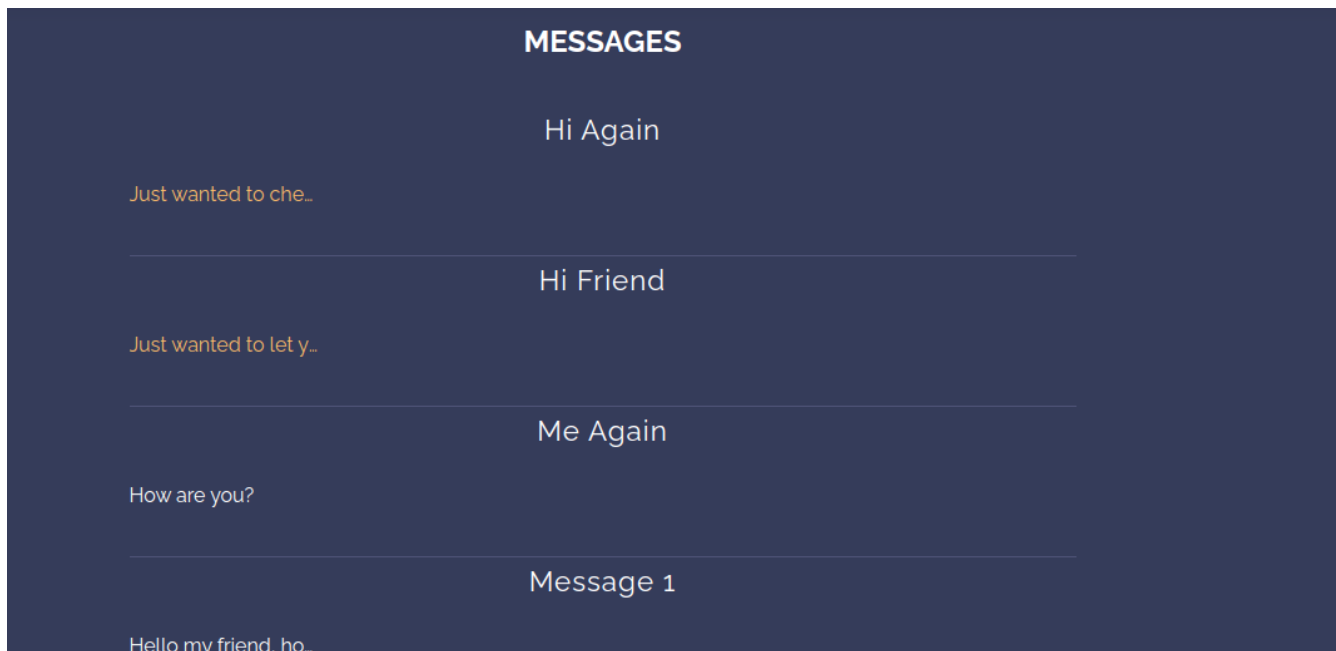 MESSAGES
Hi Again
Just wanted to che…
Hi Friend
Just wanted to let y…
Me Again
How are you?
Message 1
Hello my friend, ho…